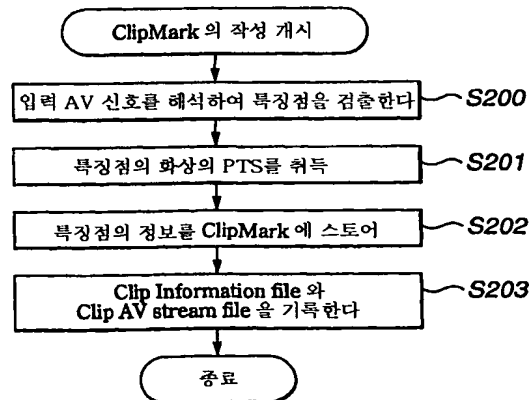 ClipMark 의 작성 개시
입력 AV 신호를 해석하여 특징점을 검출한다
S200
특징점의 화상의 PTS를 취득
S201
특징점의 정보를 ClipMark 에 스토어
S202
Clip Information file 와
Clip AV stream file 을 기록한다
S203
종료